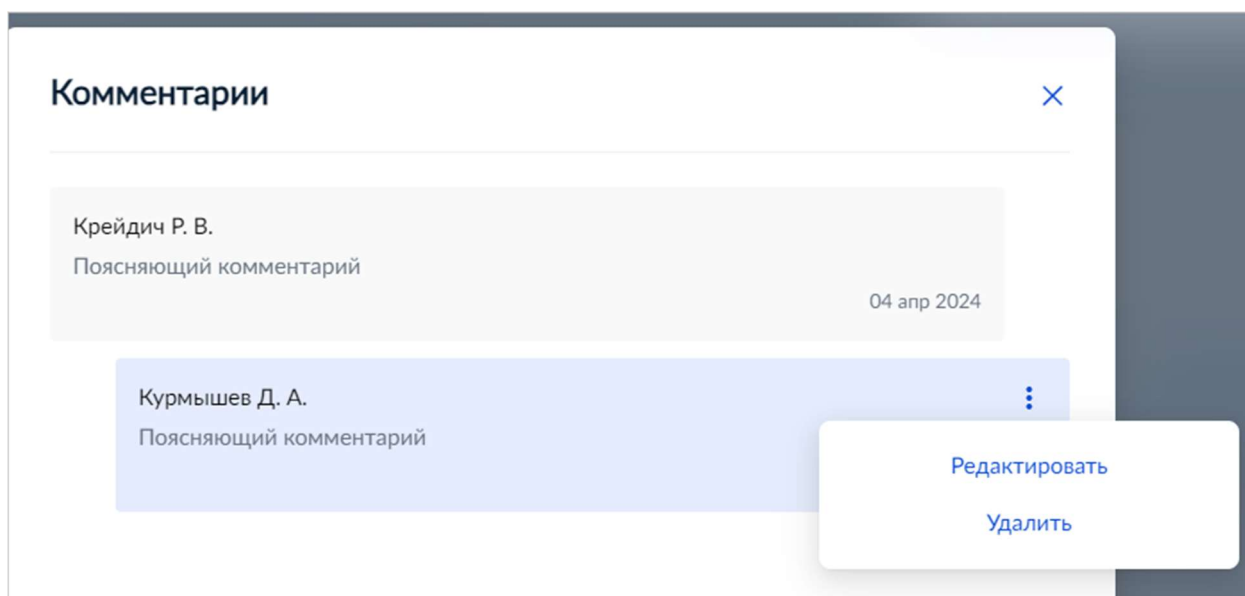 Комментарии
Крейдич Р. В.
Поясняющий комментарий
04 апр 2024
Курмышев Д. А.
Поясняющий комментарий
Редактировать
Удалить